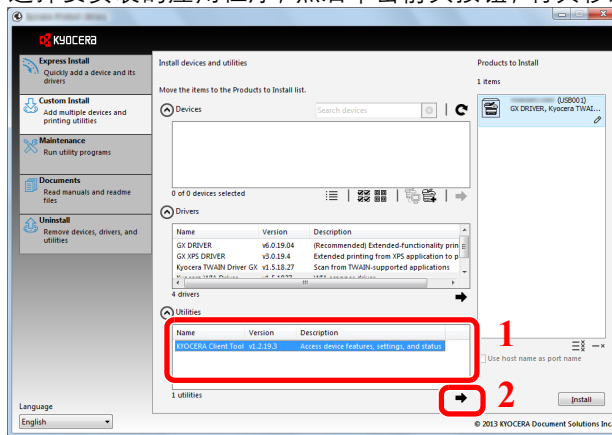 KYOCERA
Express Install
Quickly add a device and its
drivers
Custom Install
Add multiple devices and
printing utilities
Maintenance
Run utility programs
Documents
Read manuals and readme
files
Uninstall
Remove devices, drivers, and
utilities
Language
English
Install devices and utilities
Move the items to the Products to Install list.
Devices
Search devices
0 of 0 devices selected
Drivers
Name Version Description
GX DRIVER v6.0.19.04 (Recommended) Extended-functionality prin
GX XPS DRIVER v3.0.19.4 Extended printing from XPS application to p
Kyocera TWAIN Driver GX v1.5.18.27 Scan from TWAIN-supported applications
4 drivers
Utilities
Name Version Description
KYOCERA Client Tool v1.2.19.3 Access device features, settings, and status
1 utilities
1
2
Products to Install
1 items
(USB001)
GX DRIVER, Kyocera TWAI...
Use host name as port name
Install
© 2013 KYOCERA Document Solutions Inc.